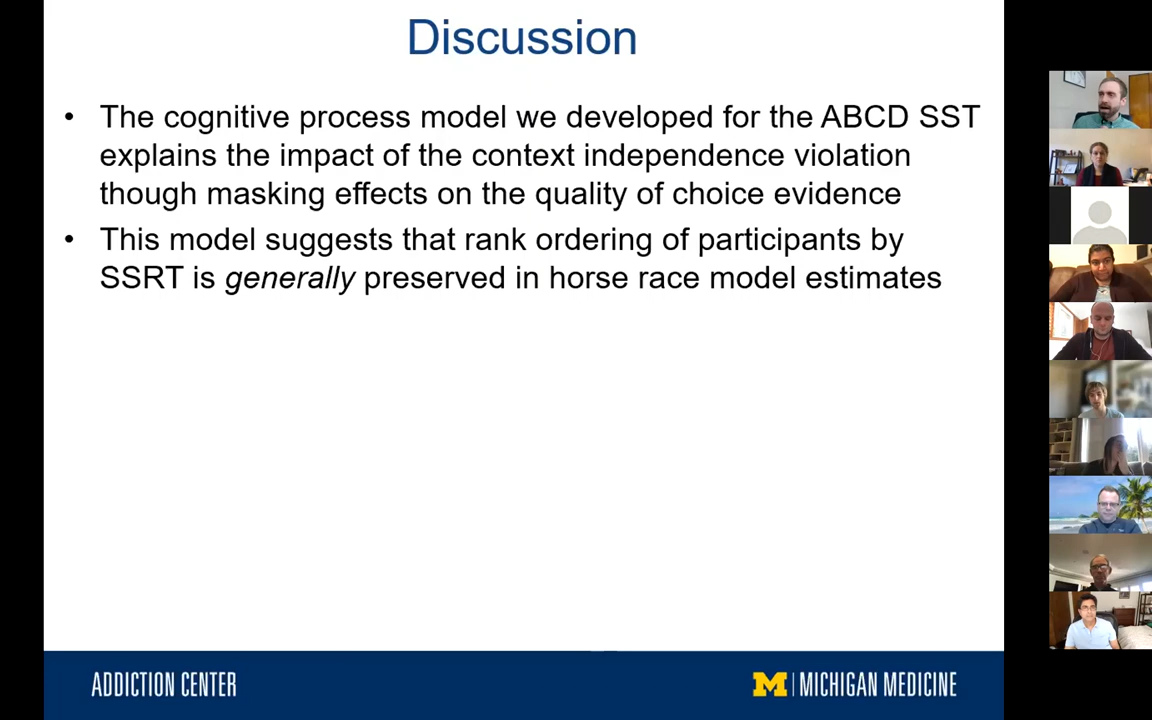 Discussion
• The cognitive process model we developed for the ABCD SST
explains the impact of the context independence violation
though masking effects on the quality of choice evidence
• This model suggests that rank ordering of participants by
SSRT is generally preserved in horse race model estimates
ADDICTION CENTER
M | MICHIGAN MEDICINE